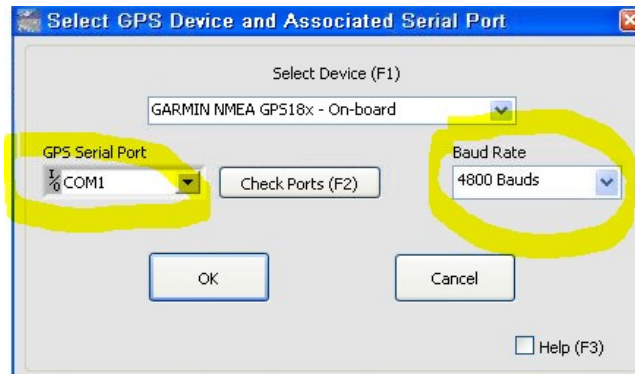 Select GPS Device and Associated Serial Port
Select Device (F1)
GARMIN NMEA GPS18x - On-board
GPS Serial Port
Baud Rate
I/O COM1
Check Ports (F2)
4800 Bauds
OK
Cancel
Help (F3)